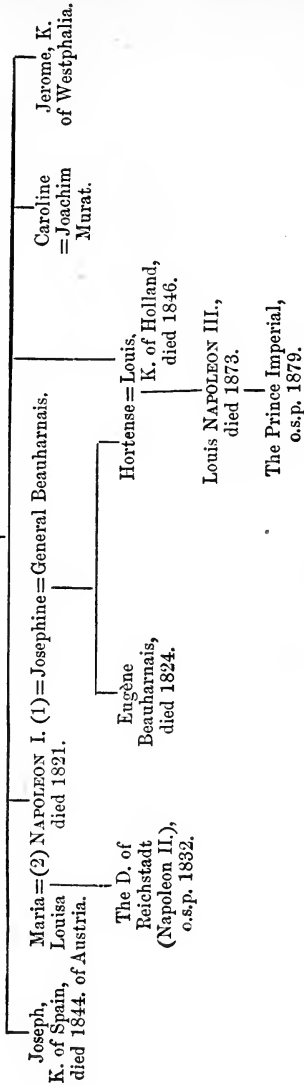 Joseph,
K. of Spain,
died 1844.
Maria=(2) NAPOLEON I. (1)=Josephine=General Beauharnais.
Louisa died 1821.
of Austria.
Caroline
=Joachim
Murat.
Jerome, K.
of Westphalia.
The D. of
Reichstadt
(Napoleon II.),
o.s.p. 1832.
Eugène
Beauharnais,
died 1824.
Hortense=Louis,
K. of Holland,
died 1846.
Louis NAPOLEON III.,
died 1873.
The Prince Imperial,
o.s.p. 1879.